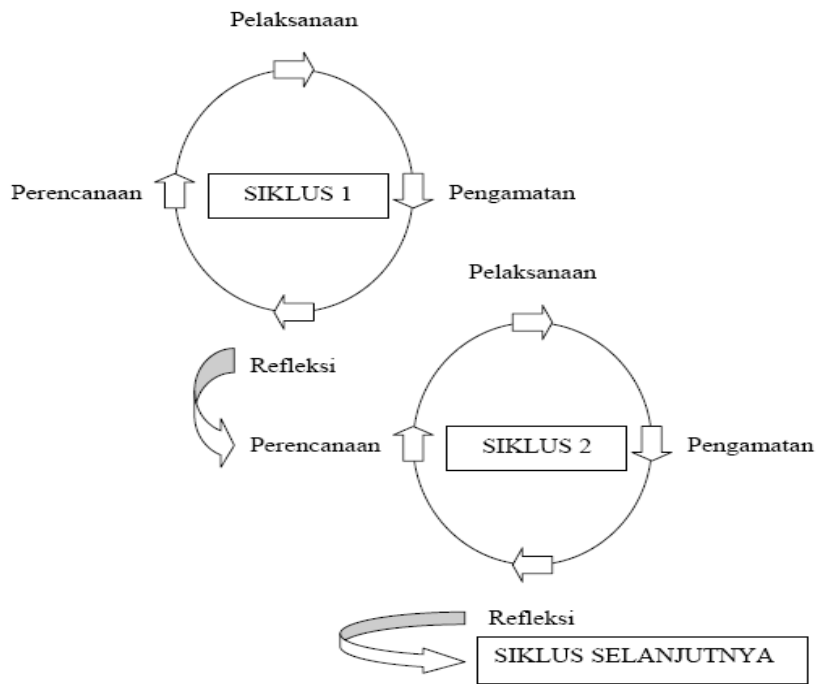 Pelaksanaan
Perencanaan
SIKLUS 1
Pengamatan
Refleksi
Pelaksanaan
Perencanaan
SIKLUS 2
Pengamatan
Refleksi
SIKLUS SELANJUTNYA